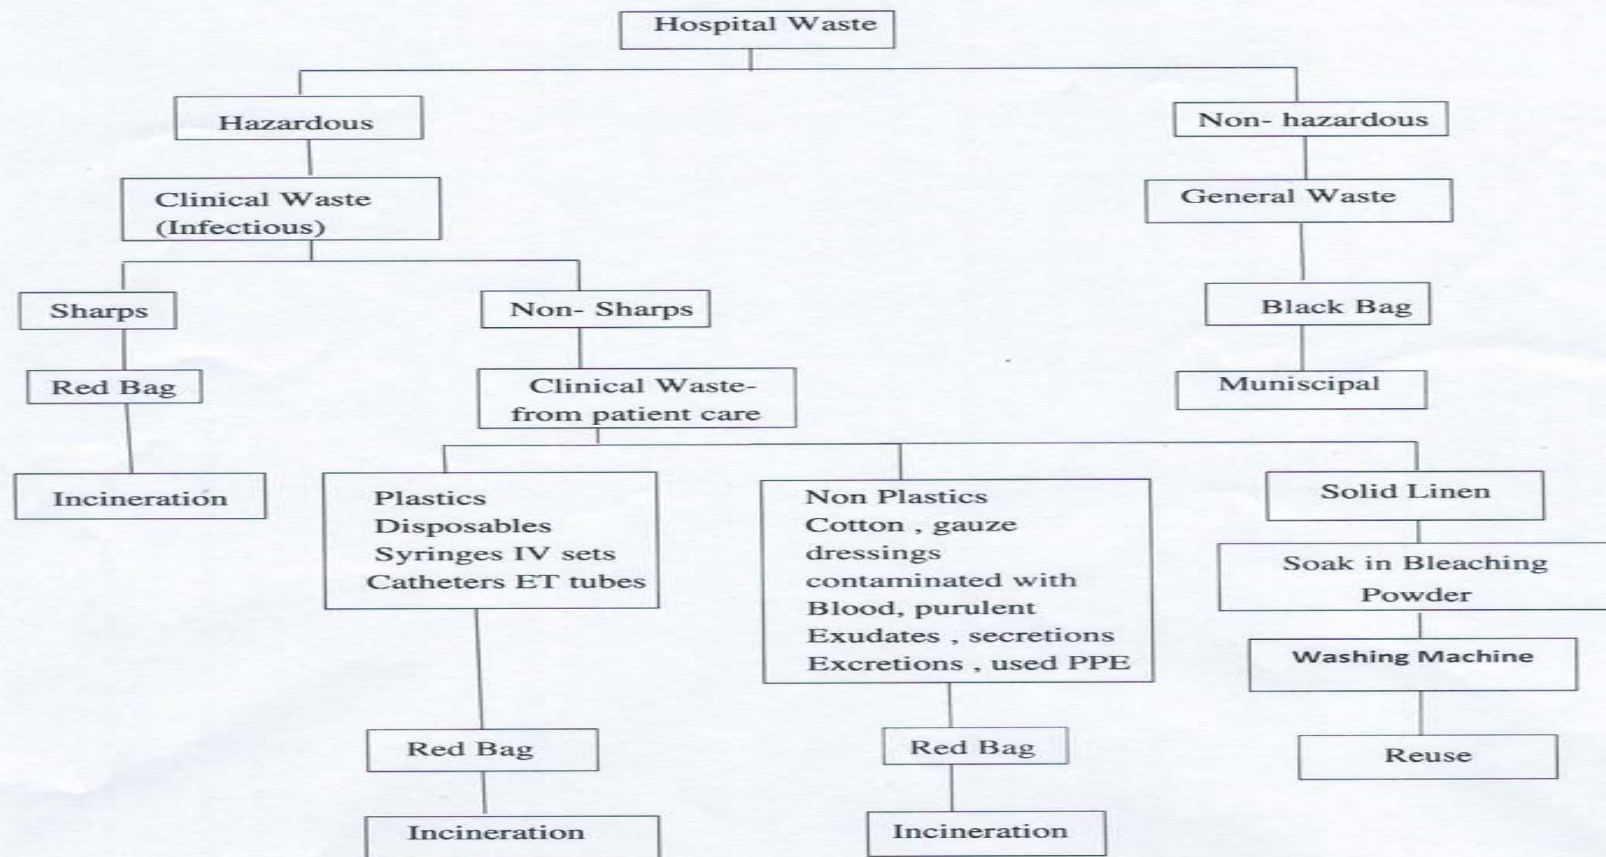 Hospital Waste
Hazardous
Non- hazardous
Clinical Waste
(Infectious)
General Waste
Sharps
Non- Sharps
Black Bag
Red Bag
Clinical Waste-
from patient care
Muniscipal
Incineration
Plastics
Disposables
Syringes IV sets
Catheters ET tubes
Non Plastics
Cotton , gauze
dressings
contaminated with
Blood, purulent
Exudates , secretions
Excretions , used PPE
Solid Linen
Soak in Bleaching
Powder
Washing Machine
Red Bag
Red Bag
Reuse
Incineration
Incineration